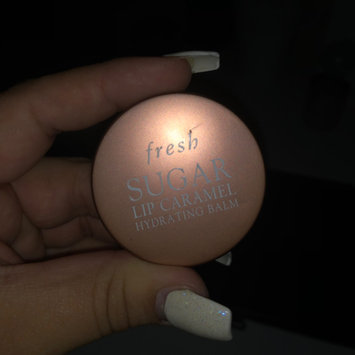 fresh
SUGAR
LIP CARAMEL
HYDRATING BALM